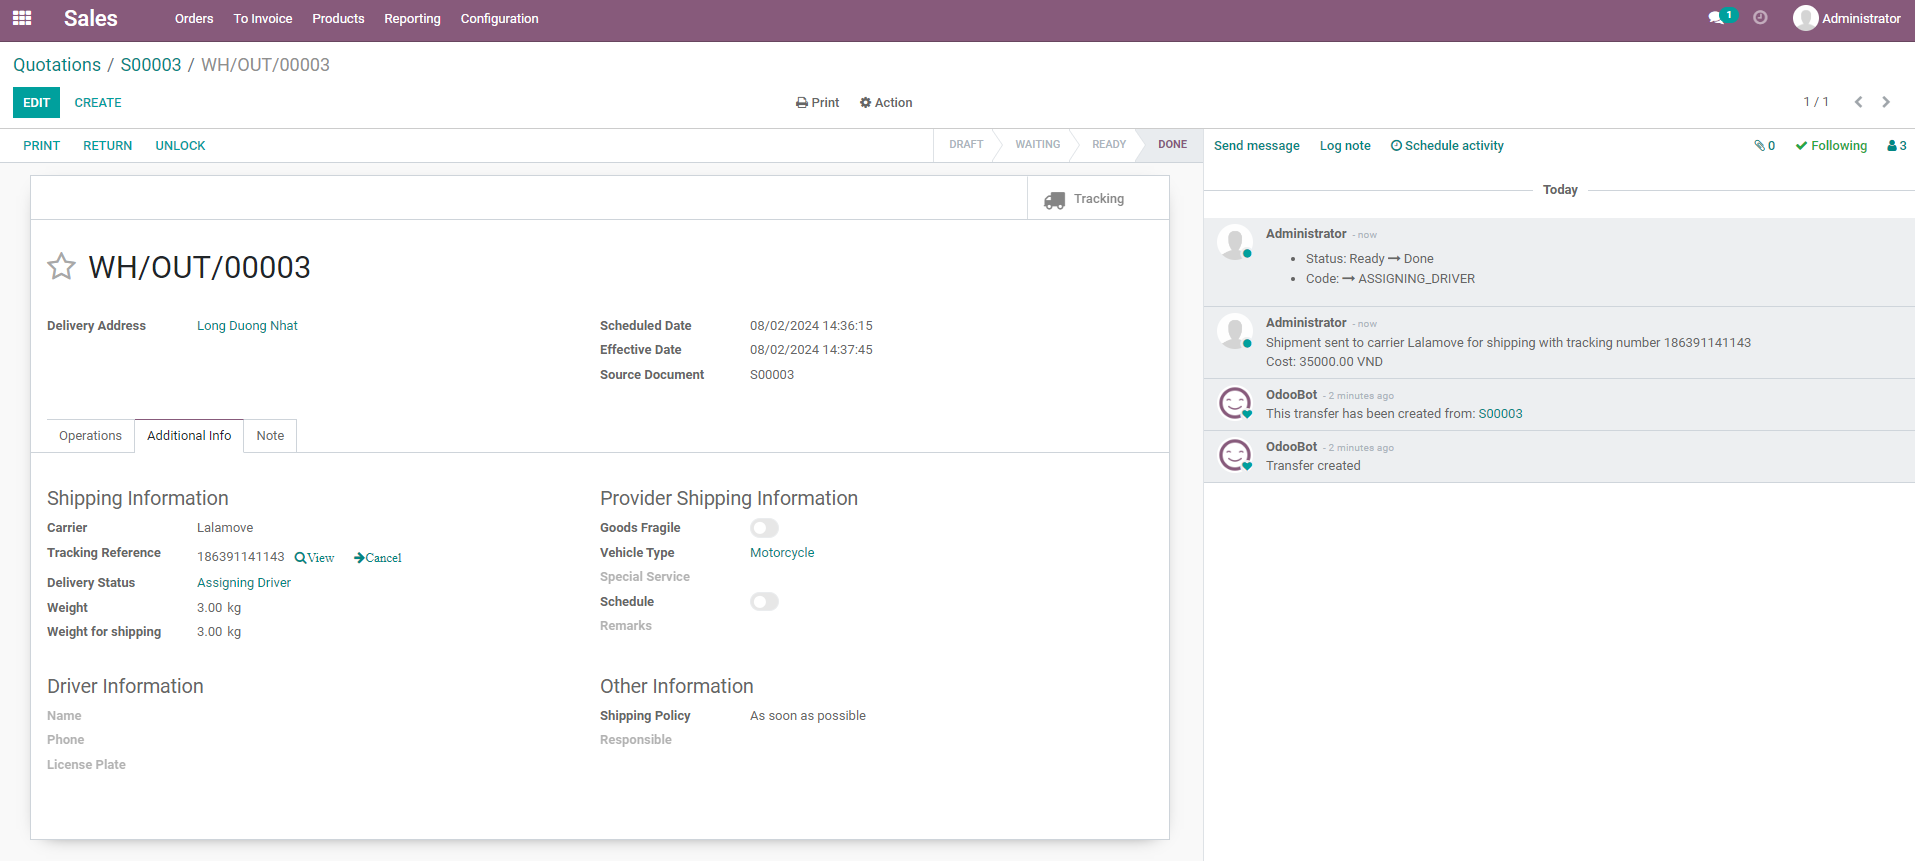 Sales Orders To Invoice Products Reporting Configuration 1 Administrator
Quotations / S00003 / WH/OUT/00003
EDIT CREATE Print Action 1 / 1
PRINT RETURN UNLOCK DRAFT WAITING READY DONE
Tracking
WH/OUT/00003
Delivery Address Long Duong Nhat
Scheduled Date 08/02/2024 14:36:15
Effective Date 08/02/2024 14:37:45
Source Document S00003
Operations Additional Info Note
Shipping Information
Carrier Lalamove
Tracking Reference 186391141143 View Cancel
Delivery Status Assigning Driver
Weight 3.00 kg
Weight for shipping 3.00 kg
Provider Shipping Information
Goods Fragile
Vehicle Type Motorcycle
Special Service
Schedule
Remarks
Driver Information
Name
Phone
License Plate
Other Information
Shipping Policy As soon as possible
Responsible
Send message Log note Schedule activity 0 Following 3
Today
Administrator - now
• Status: Ready → Done
• Code: → ASSIGNING_DRIVER
Administrator - now
Shipment sent to carrier Lalamove for shipping with tracking number 186391141143
Cost: 35000.00 VND
OdooBot - 2 minutes ago
This transfer has been created from: S00003
OdooBot - 2 minutes ago
Transfer created